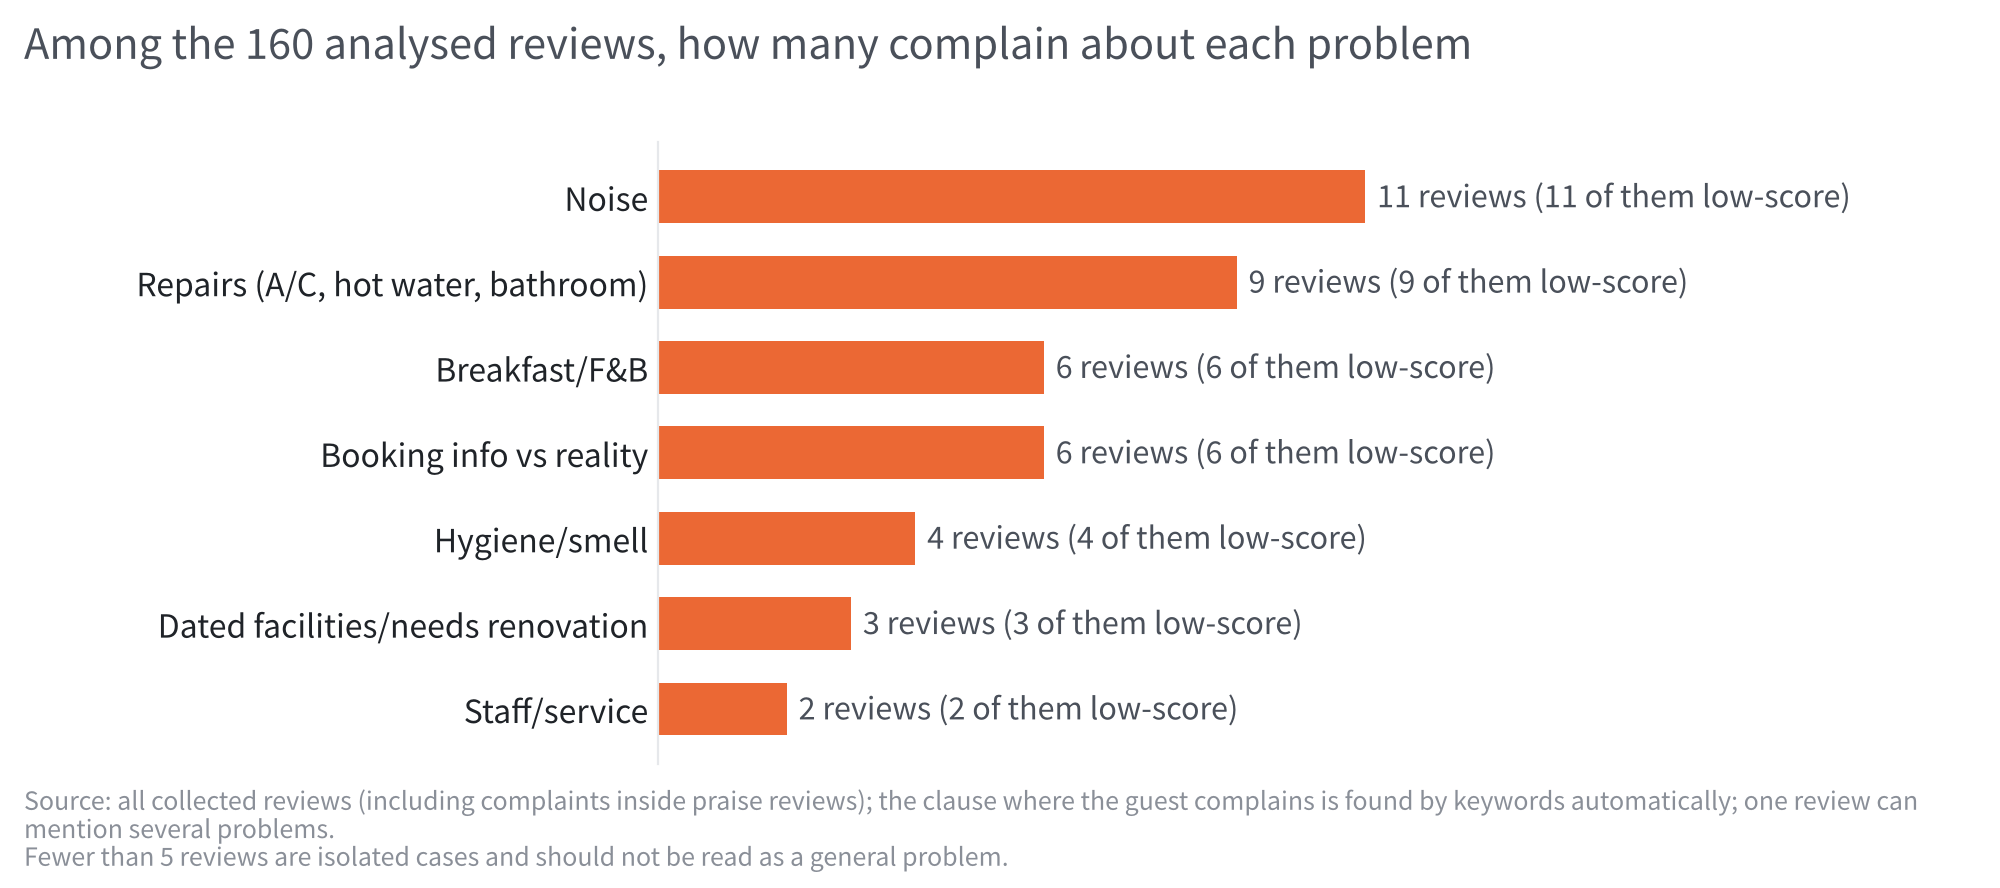 Among the 160 analysed reviews, how many complain about each problem
Noise
11 reviews (11 of them low-score)
Repairs (A/C, hot water, bathroom)
9 reviews (9 of them low-score)
Breakfast/F&B
6 reviews (6 of them low-score)
Booking info vs reality
6 reviews (6 of them low-score)
Hygiene/smell
4 reviews (4 of them low-score)
Dated facilities/needs renovation
3 reviews (3 of them low-score)
Staff/service
2 reviews (2 of them low-score)
Source: all collected reviews (including complaints inside praise reviews); the clause where the guest complains is found by keywords automatically; one review can
mention several problems.
Fewer than 5 reviews are isolated cases and should not be read as a general problem.